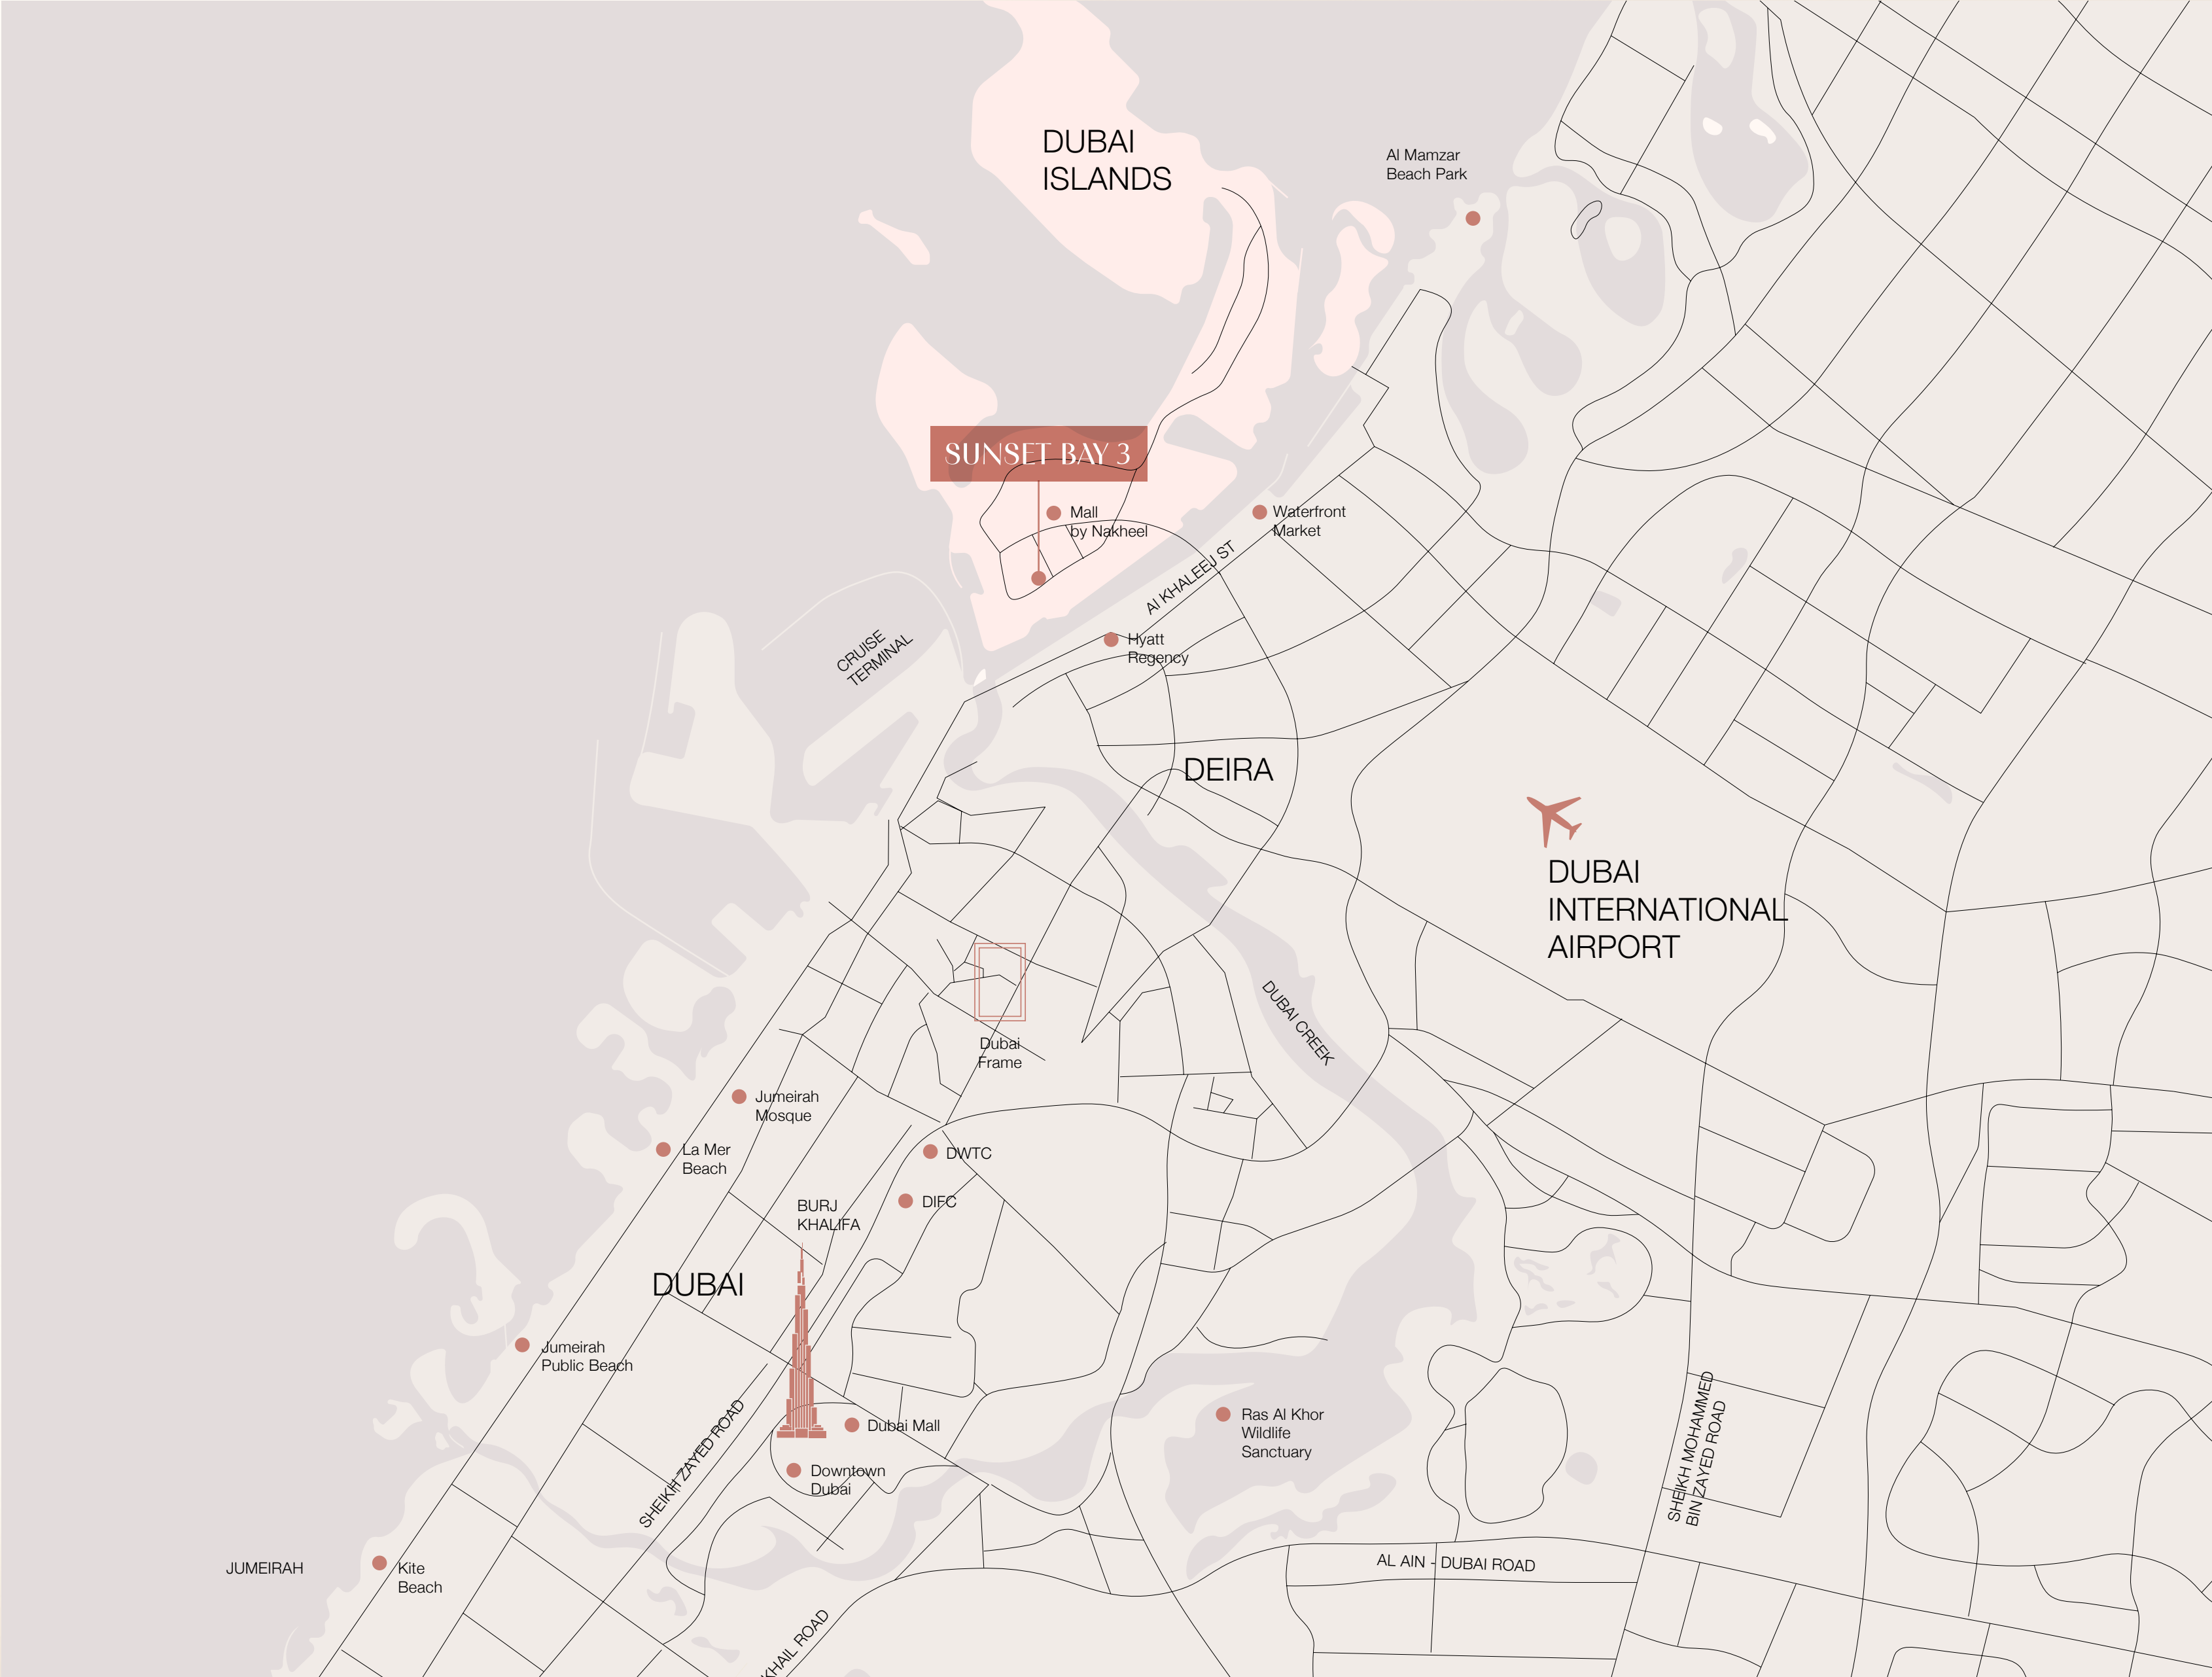 DUBAI
ISLANDS
Al Mamzar
Beach Park
SUNSET BAY 3
Mall
by Nakheel
Waterfront
Market
Al KHALEEJ ST
CRUISE
TERMINAL
Hyatt
Regency
DEIRA
DUBAI
INTERNATIONAL
AIRPORT
DUBAI CREEK
Dubai
Frame
Jumeirah
Mosque
La Mer
Beach
DWTC
DIFC
BURJ
KHALIFA
DUBAI
Jumeirah
Public Beach
Dubai Mall
Downtown
Dubai
SHEIKH ZAYED ROAD
Ras Al Khor
Wildlife
Sanctuary
SHEIKH MOHAMMED
BIN ZAYED ROAD
JUMEIRAH
Kite
Beach
AL AIN - DUBAI ROAD
KHAIL ROAD